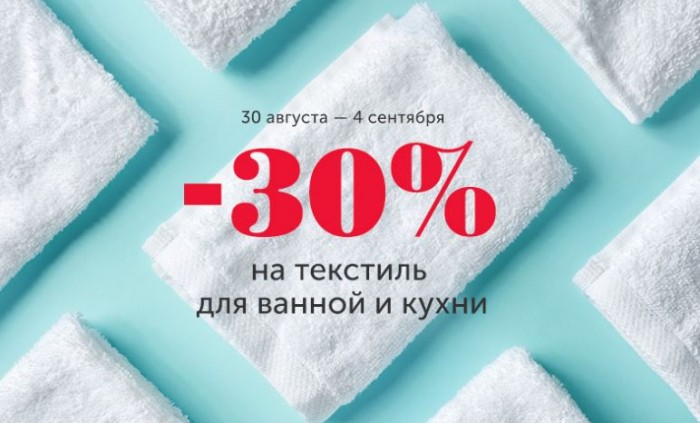 30 августа — 4 сентября
-30%
на текстиль
для ванной и кухни